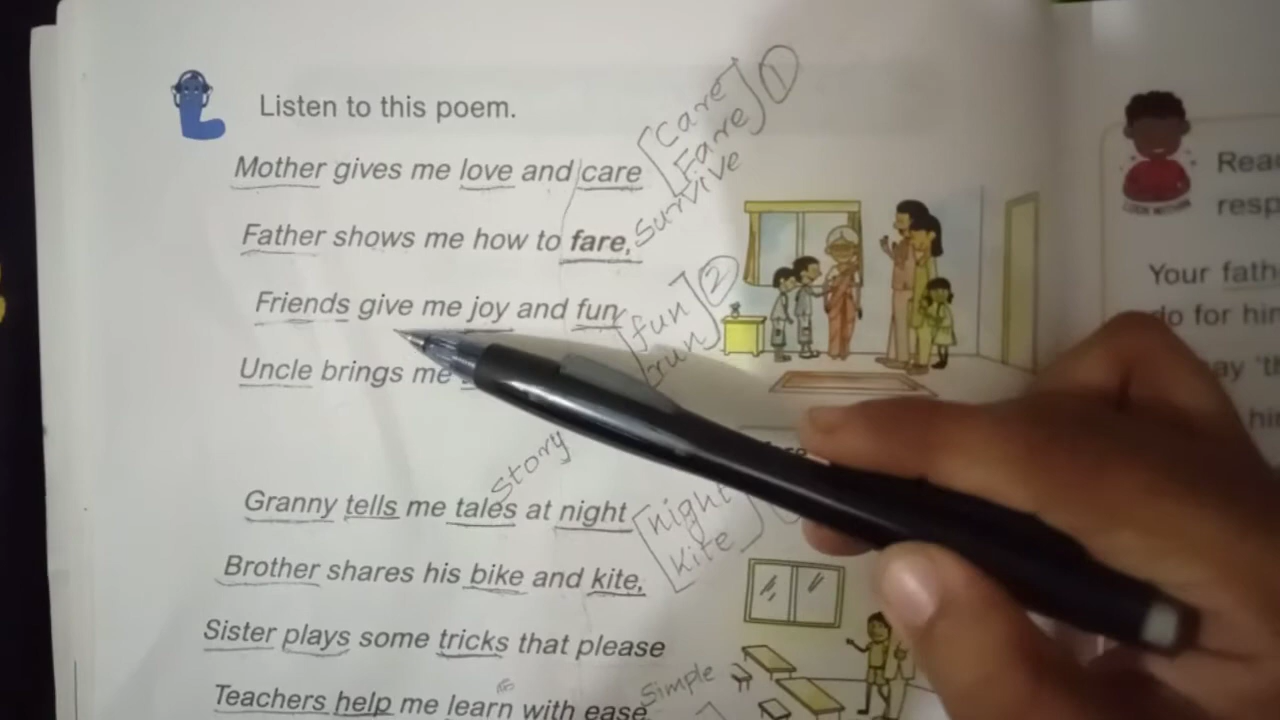 Listen to this poem.
Mother gives me love and care
Father shows me how to fare,
Friends give me joy and fun
Uncle brings me
Granny tells me tales at night
Brother shares his bike and kite,
Sister plays some tricks that please
Teachers help me learn with ease
[Care
Fare] 1
Survive
[fun
run] 2
Story
[night
kite]
Simple
resp
Your fath
do for him